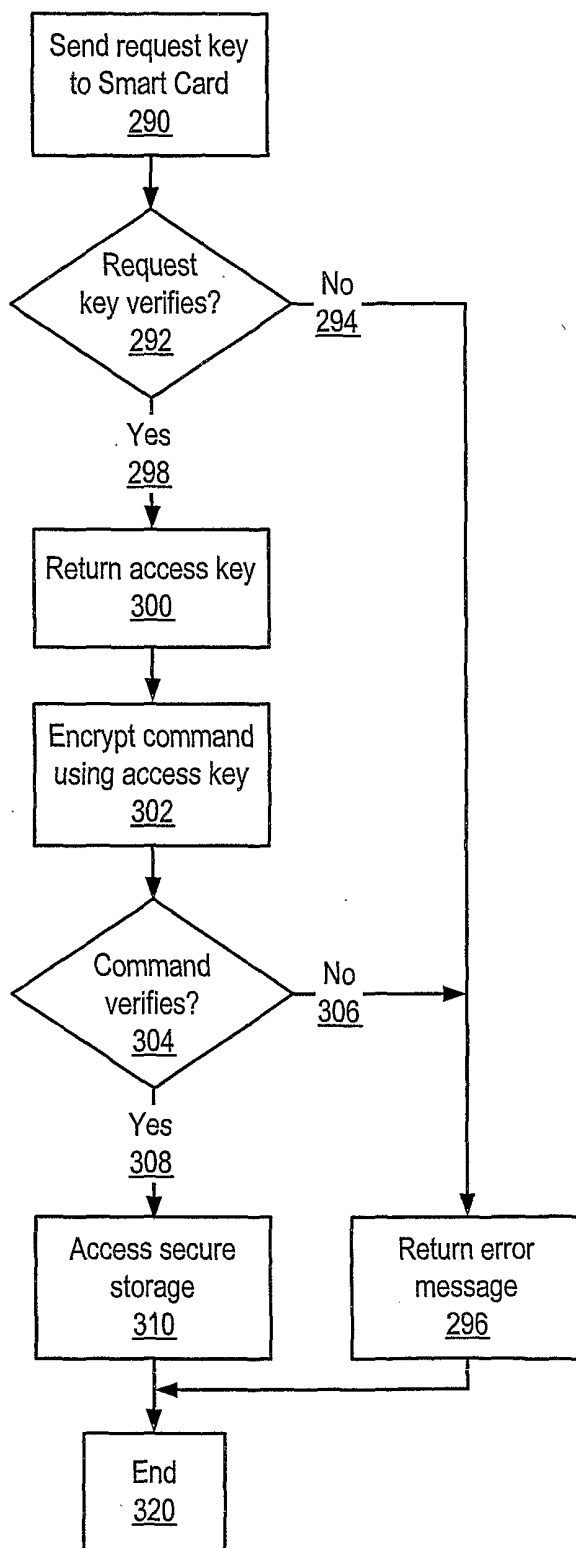 Send request key
to Smart Card
290
Request
key verifies?
292
No
294
Yes
298
Return access key
300
Encrypt command
using access key
302
Command
verifies?
304
No
306
Yes
308
Access secure
storage
310
Return error
message
296
End
320